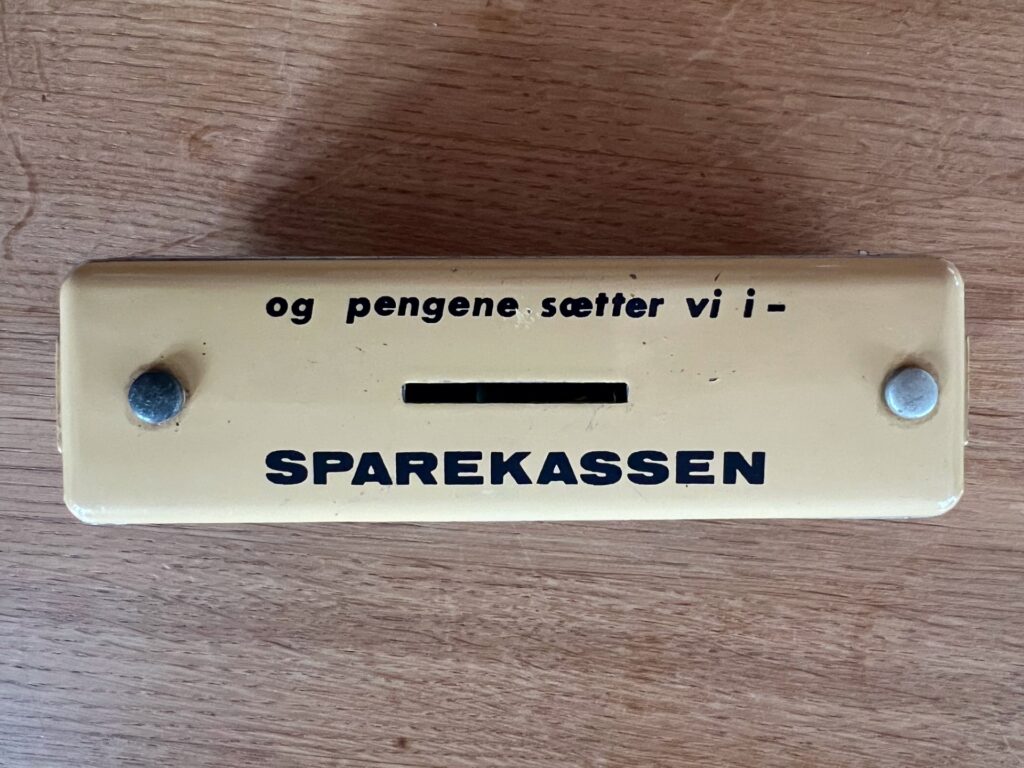 og pengene sætter vi i –
SPAREKASSEN